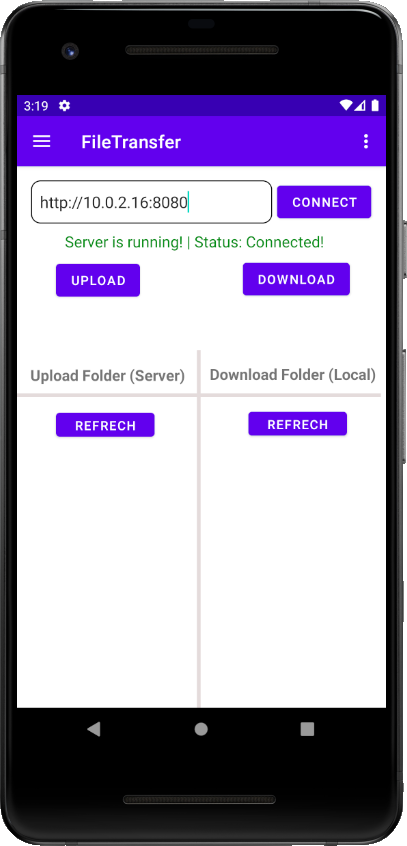 3:19
FileTransfer
http://10.0.2.16:8080 CONNECT
Server is running! | Status: Connected!
UPLOAD DOWNLOAD
Upload Folder (Server) Download Folder (Local)
REFRECH REFRECH